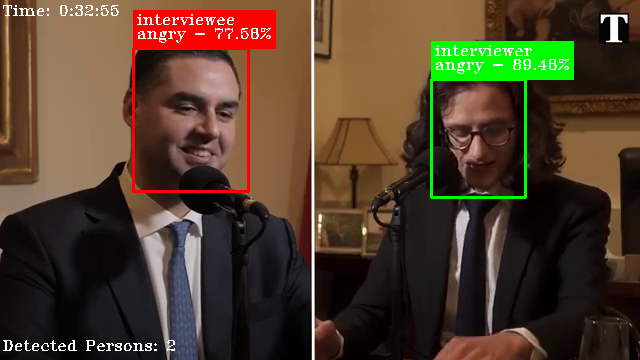 Time: 0:32:55
interviewee
angry - 77.58%
interviewer
angry - 89.48%
T
Detected Persons: 2